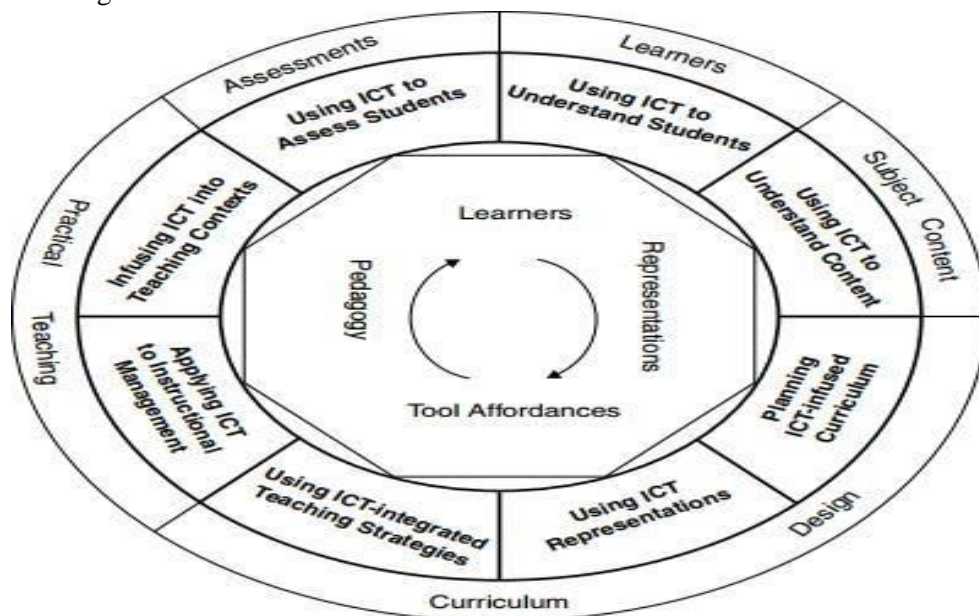 Assessments
Learners
Using ICT to
Assess Students
Using ICT to
Understand Students
Subject Content
Using ICT to
Understand Content
Practical
Teaching
Infusing ICT into
Teaching Contexts
Learners
Pedagogy
Representations
Tool Affordances
Applying ICT
to Instructional
Management
Planning
ICT-infused
Curriculum
Using ICT-integrated
Teaching Strategies
Using ICT
Representations
Design
Curriculum